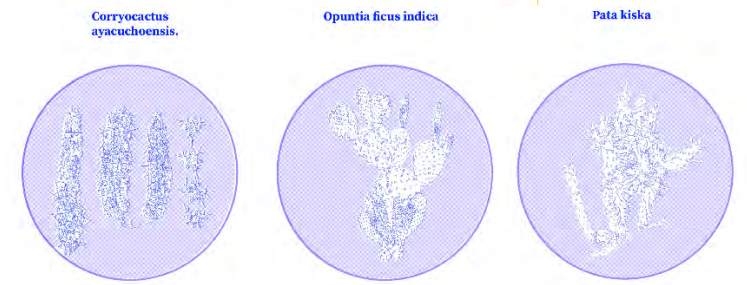 Corryocactus
ayacuchoensis.
Opuntia ficus indica
Pata kiska